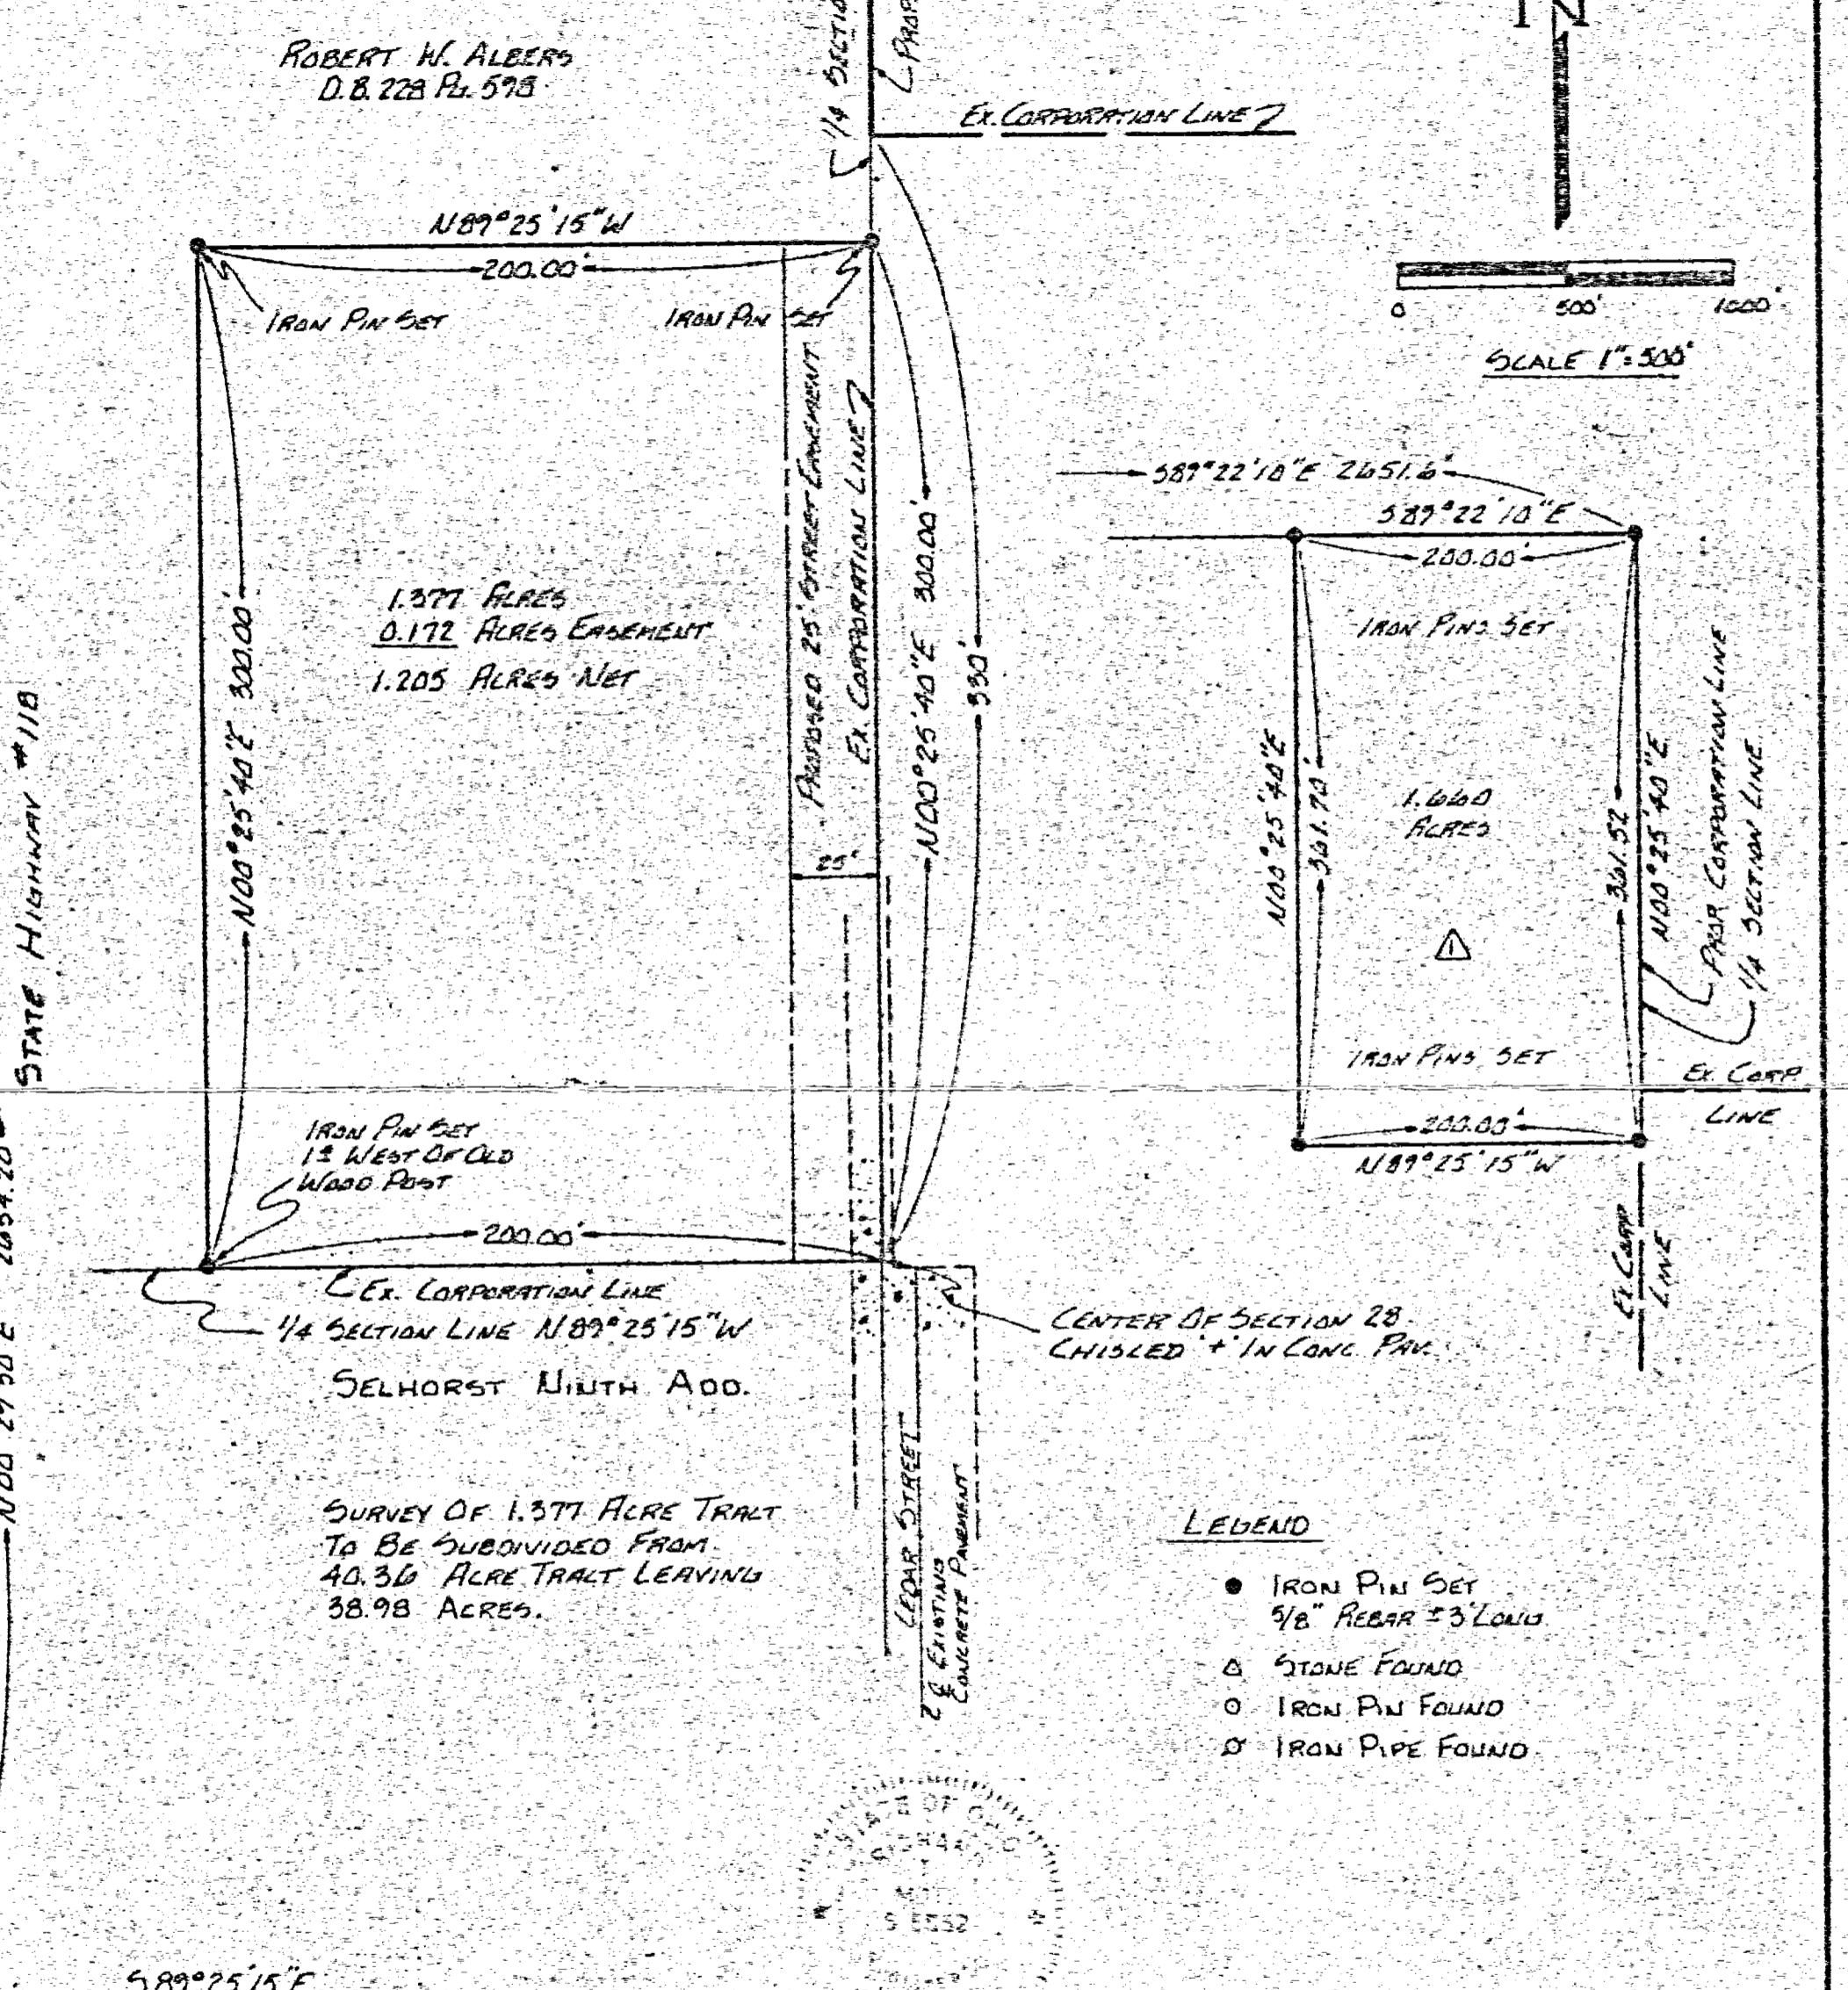 ROBERT W. ALBERS
D.B. 228 PG. 598
1/4 SECTIO
PROP
EX. CORPORATION LINE
N89°25'15"W
200.00'
IRON PIN SET
IRON PIN SET
0 500' 1000'
SCALE 1"=500'
PROPOSED 25' STREET EASEMENT
EX. CORPORATION LINE
N00°25'40"E 300.00'
330'
N00°25'40"E 300.00'
1.377 ACRES
0.172 ACRES EASEMENT
1.205 ACRES NET
25'
STATE HIGHWAY #118
S89°22'10"E 2651.6'
S89°22'10"E
200.00'
IRON PINS SET
N00°25'40"E
361.70'
1.660
ACRES
1
361.52
N00°25'40"E
PRIOR CORPORATION LINE
1/4 SECTION LINE
IRON PINS SET
EX. CORP.
LINE
200.00'
N89°25'15"W
EX. CORP
LINE
IRON PIN SET
1± WEST OF OLD
WOOD POST
200.00'
EX. CORPORATION LINE
1/4 SECTION LINE N89°25'15"W
CENTER OF SECTION 28
CHISLED '+' IN CONC. PAV.
SELHORST NINTH ADD.
SURVEY OF 1.377 ACRE TRACT
TO BE SUBDIVIDED FROM
40.36 ACRE TRACT LEAVING
38.98 ACRES.
CEDAR STREET
EXISTING
CONCRETE PAVEMENT
LEGEND
IRON PIN SET
5/8" REBAR ±3' LONG
STONE FOUND
IRON PIN FOUND
IRON PIPE FOUND
OF
S89°25'15"E